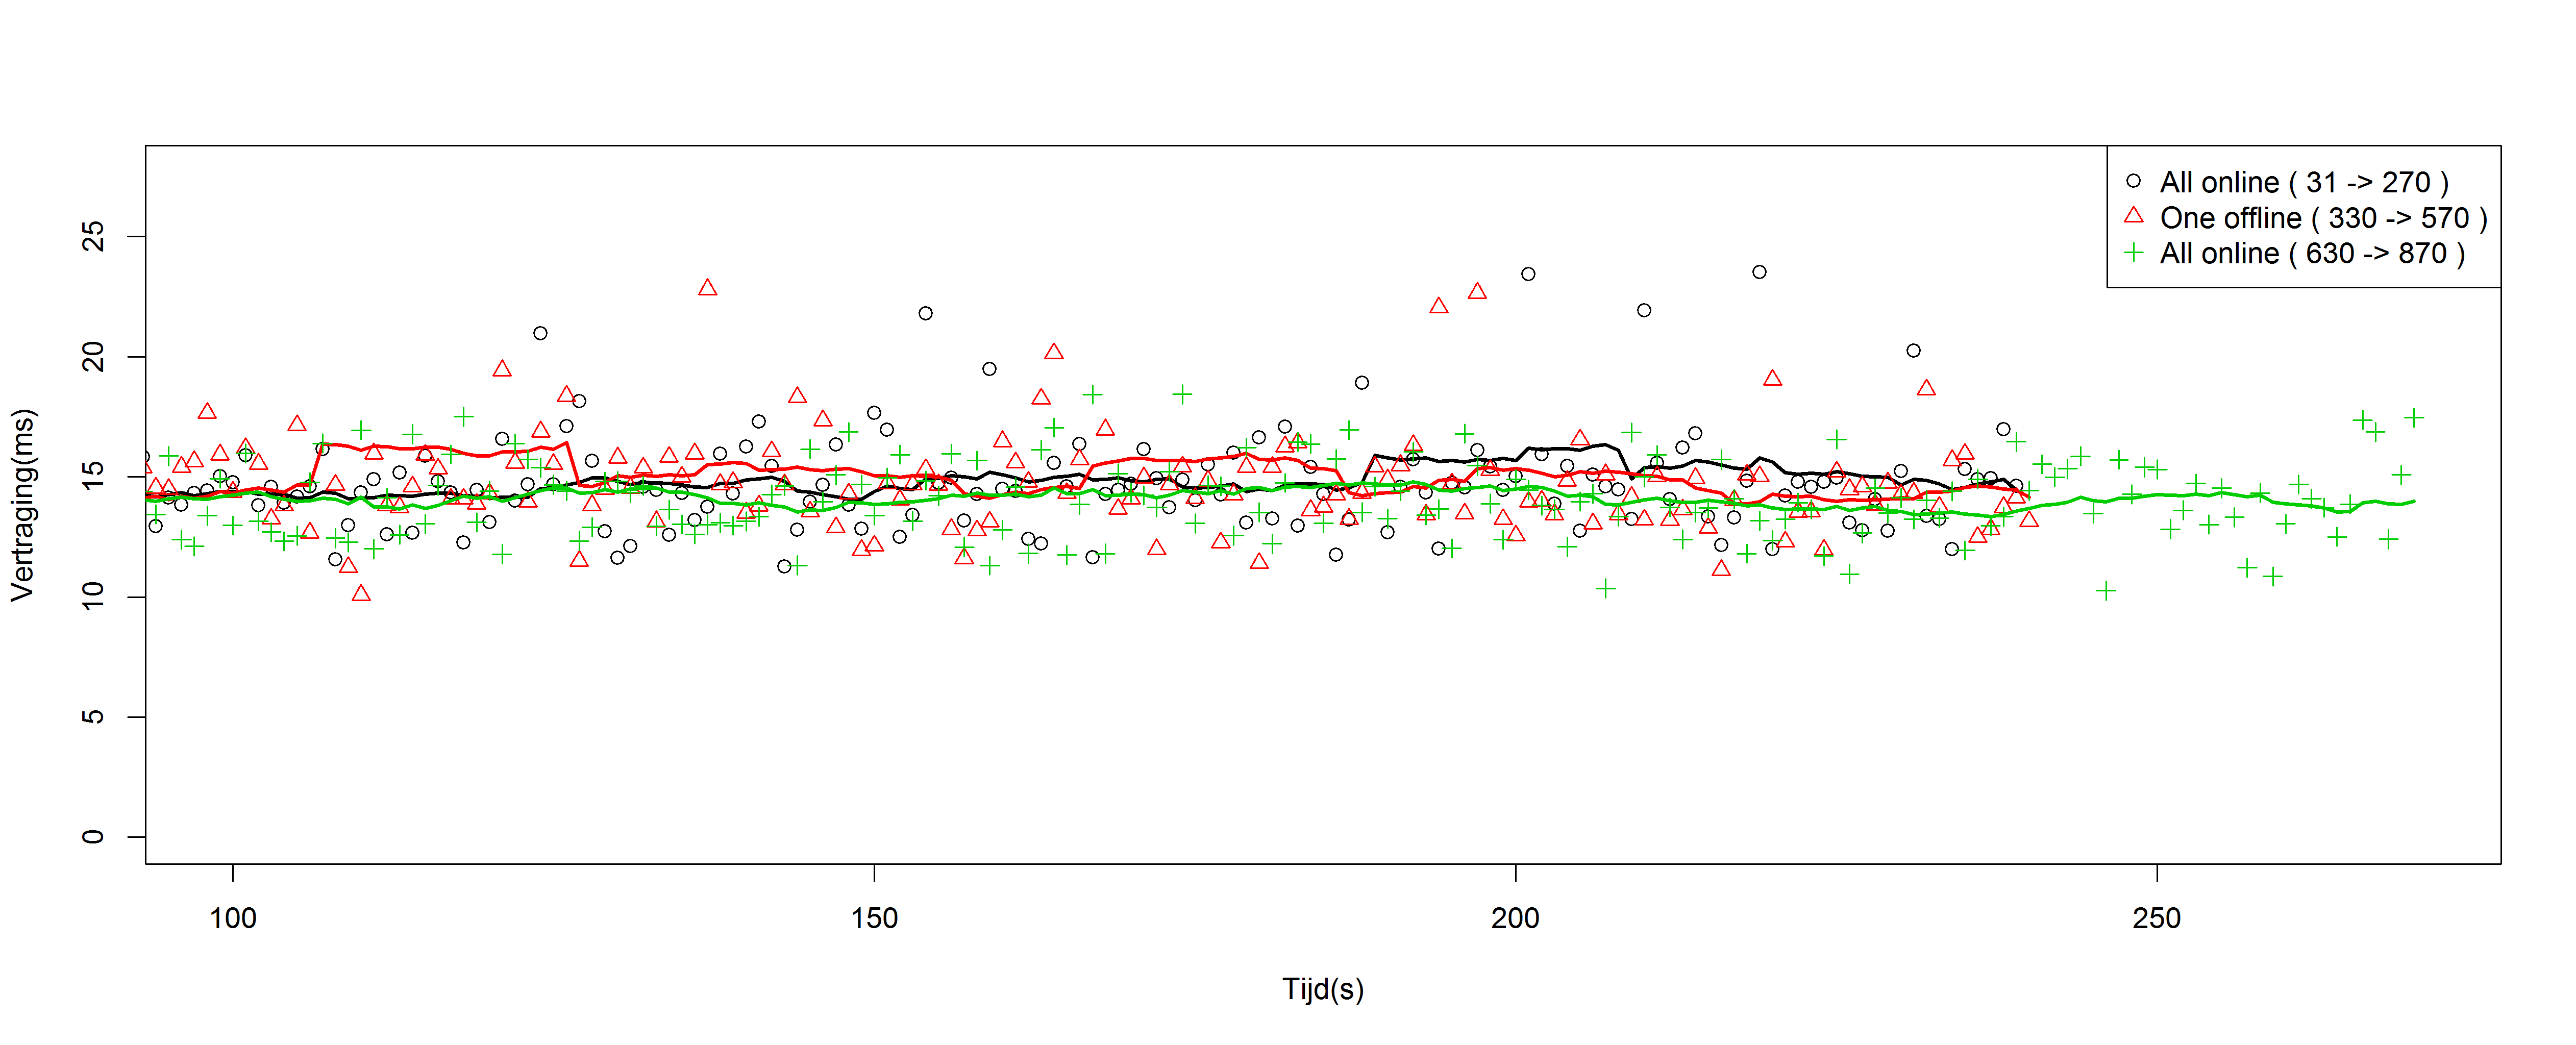 All online ( 31 -> 270 )
One offline ( 330 -> 570 )
All online ( 630 -> 870 )
Vertraging(ms)
25
20
15
10
5
0
100 150 200 250
Tijd(s)